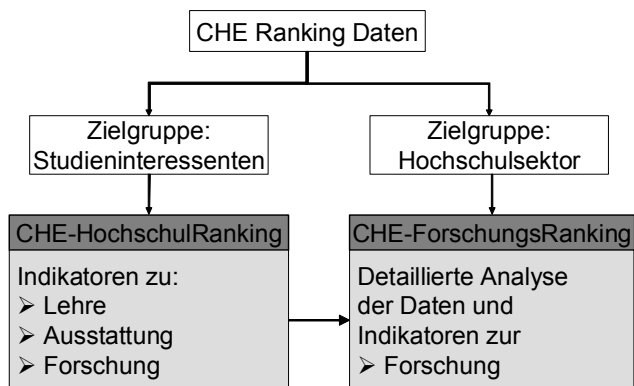 CHE Ranking Daten
Zielgruppe:
Studieninteressenten
Zielgruppe:
Hochschulsektor
CHE-HochschulRanking
Indikatoren zu:
➢ Lehre
➢ Ausstattung
➢ Forschung
CHE-ForschungsRanking
Detaillierte Analyse
der Daten und
Indikatoren zur
➢ Forschung